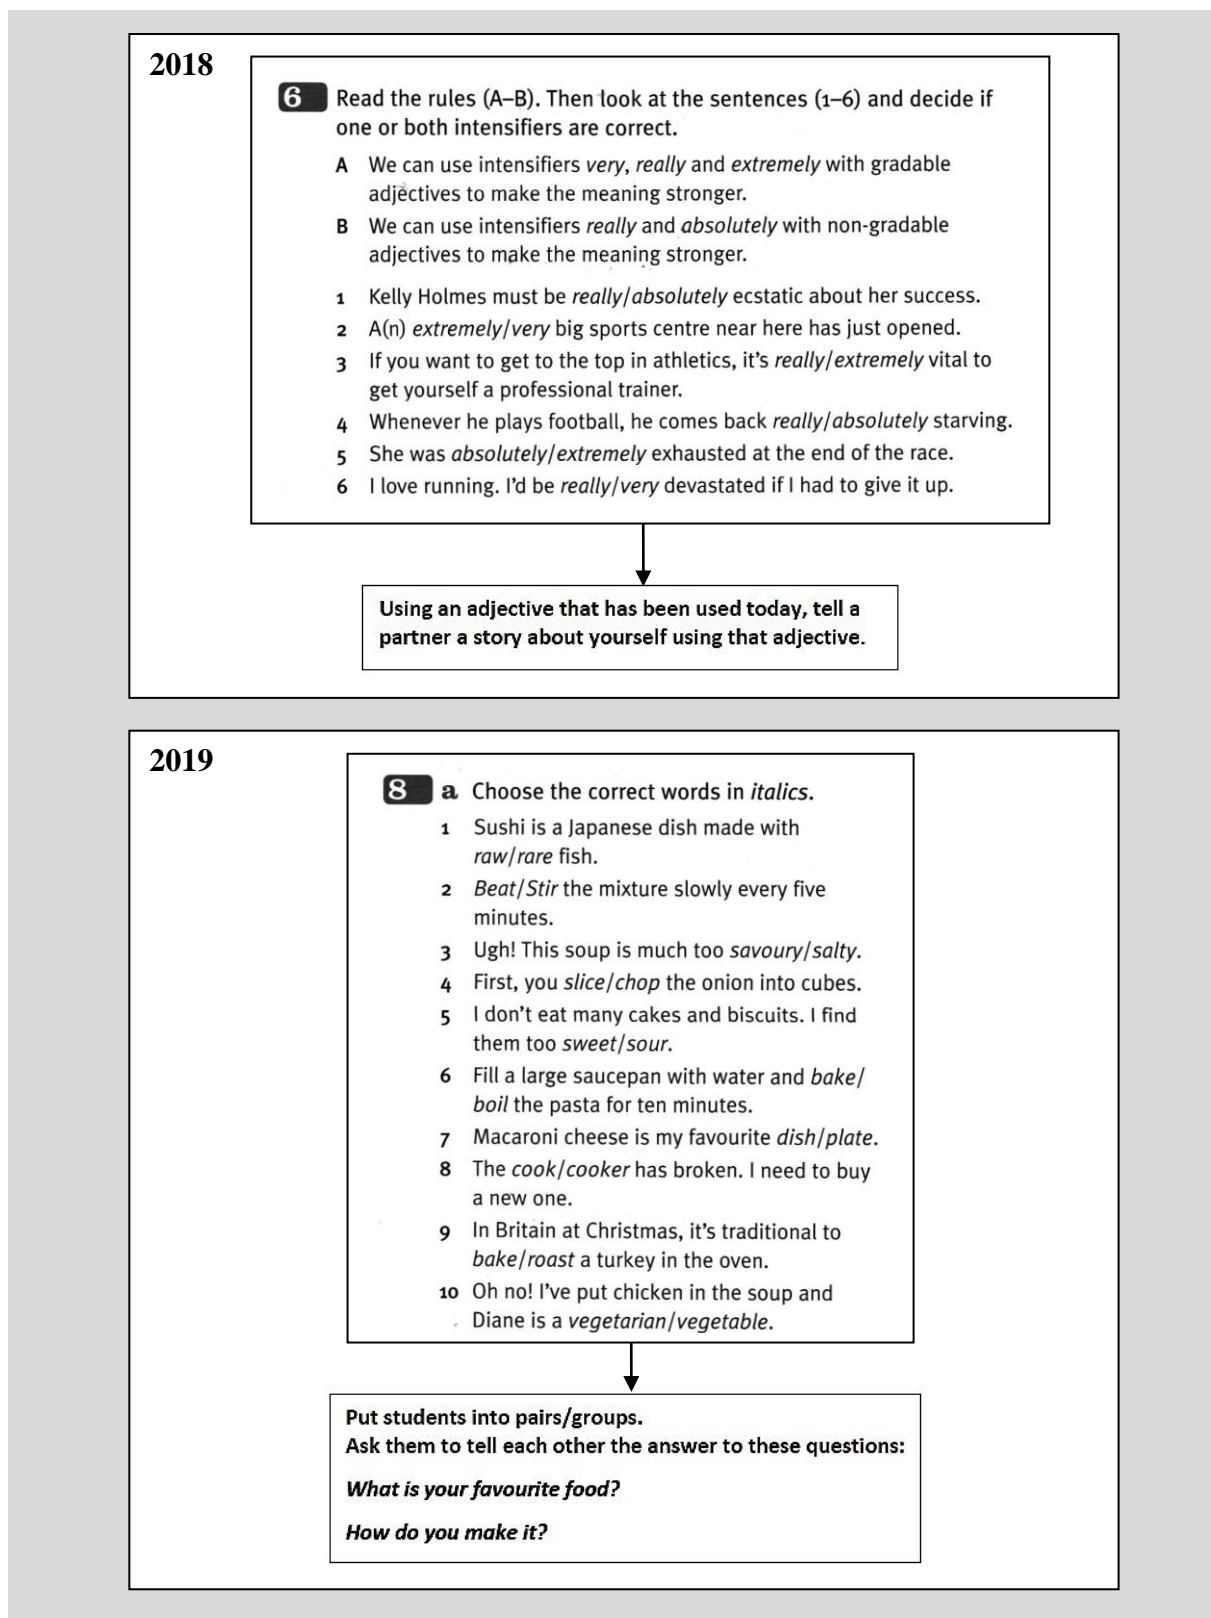 2018
6 Read the rules (A–B). Then look at the sentences (1–6) and decide if
one or both intensifiers are correct.
A We can use intensifiers very, really and extremely with gradable
adjectives to make the meaning stronger.
B We can use intensifiers really and absolutely with non-gradable
adjectives to make the meaning stronger.
1 Kelly Holmes must be really/absolutely ecstatic about her success.
2 A(n) extremely/very big sports centre near here has just opened.
3 If you want to get to the top in athletics, it's really/extremely vital to
get yourself a professional trainer.
4 Whenever he plays football, he comes back really/absolutely starving.
5 She was absolutely/extremely exhausted at the end of the race.
6 I love running. I'd be really/very devastated if I had to give it up.
Using an adjective that has been used today, tell a
partner a story about yourself using that adjective.
2019
8 a Choose the correct words in italics.
1 Sushi is a Japanese dish made with
raw/rare fish.
2 Beat/Stir the mixture slowly every five
minutes.
3 Ugh! This soup is much too savoury/salty.
4 First, you slice/chop the onion into cubes.
5 I don't eat many cakes and biscuits. I find
them too sweet/sour.
6 Fill a large saucepan with water and bake/
boil the pasta for ten minutes.
7 Macaroni cheese is my favourite dish/plate.
8 The cook/cooker has broken. I need to buy
a new one.
9 In Britain at Christmas, it's traditional to
bake/roast a turkey in the oven.
10 Oh no! I've put chicken in the soup and
Diane is a vegetarian/vegetable.
Put students into pairs/groups.
Ask them to tell each other the answer to these questions:
What is your favourite food?
How do you make it?